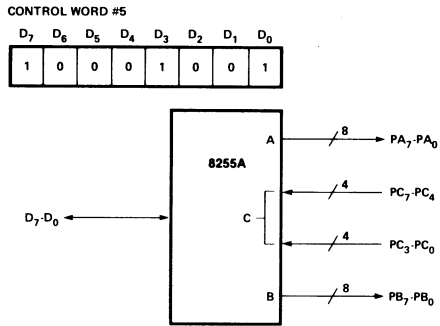 CONTROL WORD #5
D7 D6 D5 D4 D3 D2 D1 D0
1 0 0 0 1 0 0 1
A 8 PA7-PA0
8255A
4 PC7-PC4
D7-D0 C
4 PC3-PC0
B 8 PB7-PB0